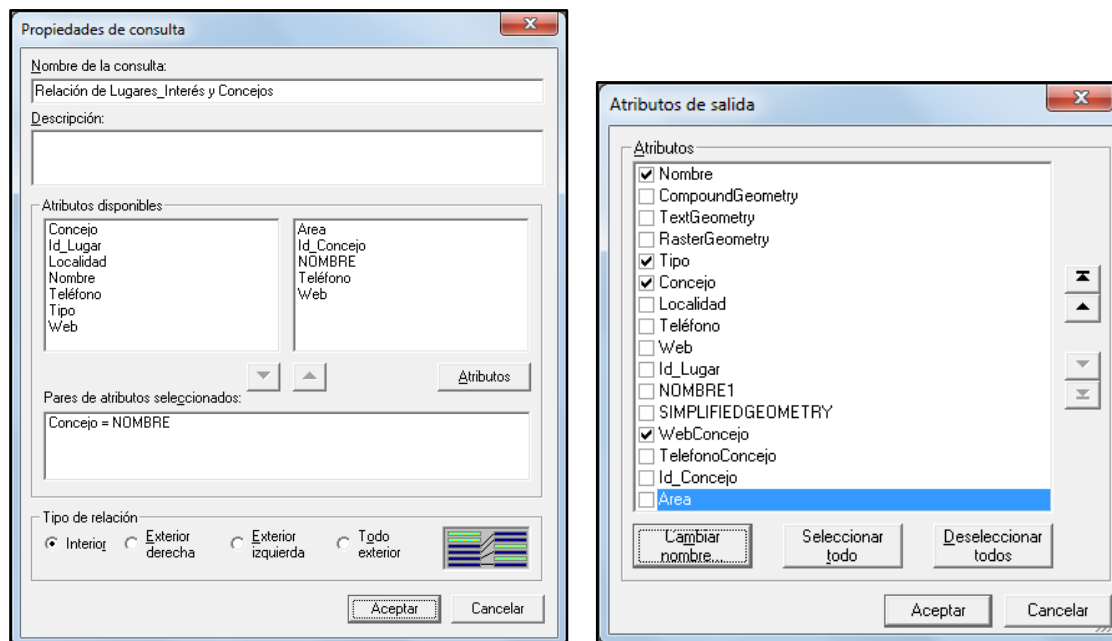 Propiedades de consulta
Nombre de la consulta:
Relación de Lugares_Interés y Concejos
Descripción:
Atributos disponibles
Concejo
Id_Lugar
Localidad
Nombre
Teléfono
Tipo
Web
Area
Id_Concejo
NOMBRE
Teléfono
Web
Atributos
Pares de atributos seleccionados:
Concejo = NOMBRE
Tipo de relación
Interior
Exterior
derecha
Exterior
izquierda
Todo
exterior
Aceptar
Cancelar
Atributos de salida
Atributos
Nombre
CompoundGeometry
TextGeometry
RasterGeometry
Tipo
Concejo
Localidad
Teléfono
Web
Id_Lugar
NOMBRE1
SIMPLIFIEDGEOMETRY
WebConcejo
TelefonoConcejo
Id_Concejo
Area
Cambiar
nombre...
Seleccionar
todo
Deseleccionar
todos
Aceptar
Cancelar